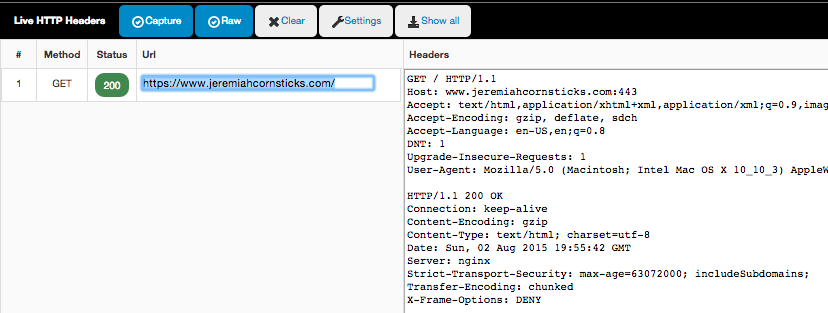 Live HTTP Headers Capture Raw Clear Settings Show all
# Method Status Url Headers
1 GET 200 https://www.jeremiahcornsticks.com/
GET / HTTP/1.1
Host: www.jeremiahcornsticks.com:443
Accept: text/html,application/xhtml+xml,application/xml;q=0.9,imag
Accept-Encoding: gzip, deflate, sdch
Accept-Language: en-US,en;q=0.8
DNT: 1
Upgrade-Insecure-Requests: 1
User-Agent: Mozilla/5.0 (Macintosh; Intel Mac OS X 10_10_3) AppleW
HTTP/1.1 200 OK
Connection: keep-alive
Content-Encoding: gzip
Content-Type: text/html; charset=utf-8
Date: Sun, 02 Aug 2015 19:55:42 GMT
Server: nginx
Strict-Transport-Security: max-age=63072000; includeSubdomains;
Transfer-Encoding: chunked
X-Frame-Options: DENY